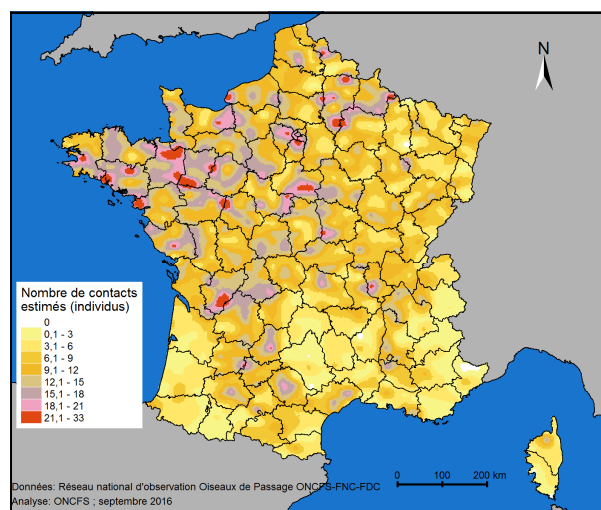 N
Nombre de contacts
estimés (individus)
0
0,1 - 3
3,1 - 6
6,1 - 9
9,1 - 12
12,1 - 15
15,1 - 18
18,1 - 21
21,1 - 33
0 100 200 km
Données: Réseau national d'observation Oiseaux de Passage ONCFS-FNC-FDC
Analyse: ONCFS ; septembre 2016